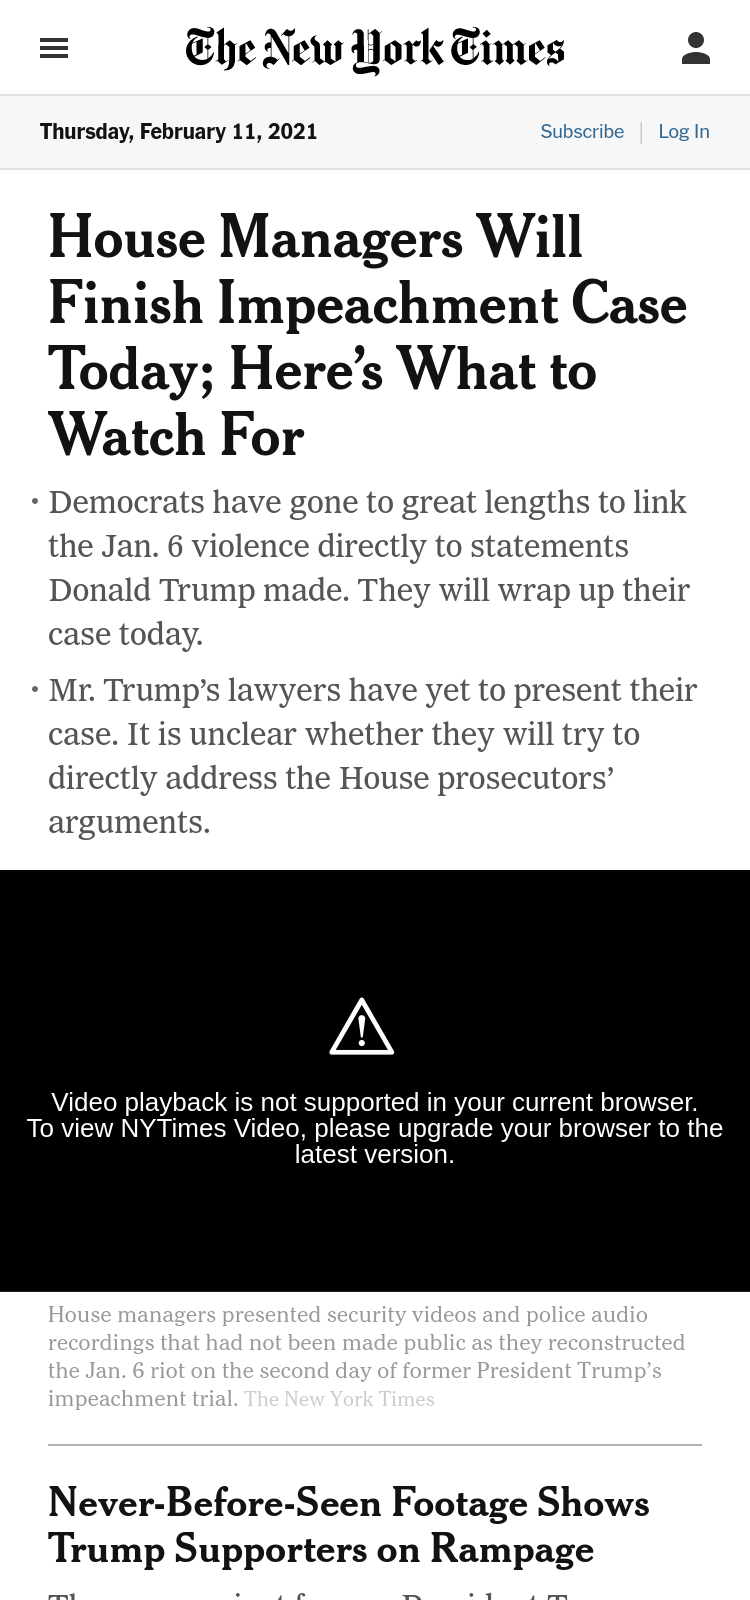 The New York Times
Thursday, February 11, 2021
Subscribe | Log In
House Managers Will
Finish Impeachment Case
Today; Here’s What to
Watch For
• Democrats have gone to great lengths to link
the Jan. 6 violence directly to statements
Donald Trump made. They will wrap up their
case today.
• Mr. Trump’s lawyers have yet to present their
case. It is unclear whether they will try to
directly address the House prosecutors’
arguments.
Video playback is not supported in your current browser.
To view NYTimes Video, please upgrade your browser to the
latest version.
House managers presented security videos and police audio
recordings that had not been made public as they reconstructed
the Jan. 6 riot on the second day of former President Trump’s
impeachment trial. The New York Times
Never-Before-Seen Footage Shows
Trump Supporters on Rampage